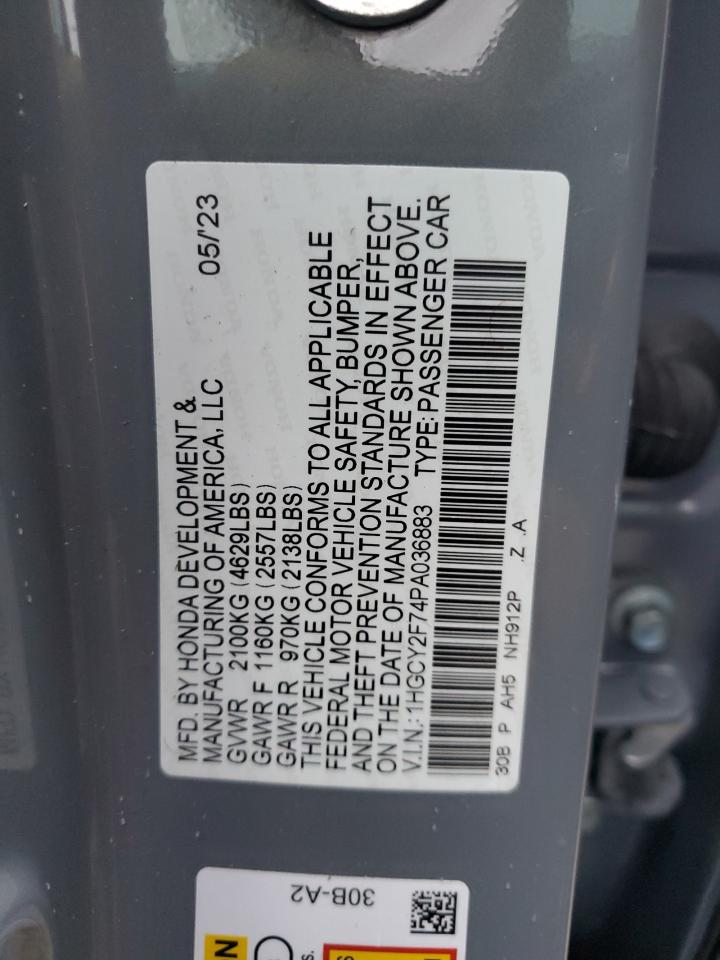 MFD. BY HONDA DEVELOPMENT &
MANUFACTURING OF AMERICA, LLC 05/'23
GVWR 2100KG (4629LBS)
GAWR F 1160KG (2557LBS)
GAWR R 970KG (2138LBS)
THIS VEHICLE CONFORMS TO ALL APPLICABLE
FEDERAL MOTOR VEHICLE SAFETY, BUMPER,
AND THEFT PREVENTION STANDARDS IN EFFECT
ON THE DATE OF MANUFACTURE SHOWN ABOVE.
V.I.N.:1HGCY2F74PA036883 TYPE:PASSENGER CAR
30B P AH5 NH912P .Z .A
30B-A2